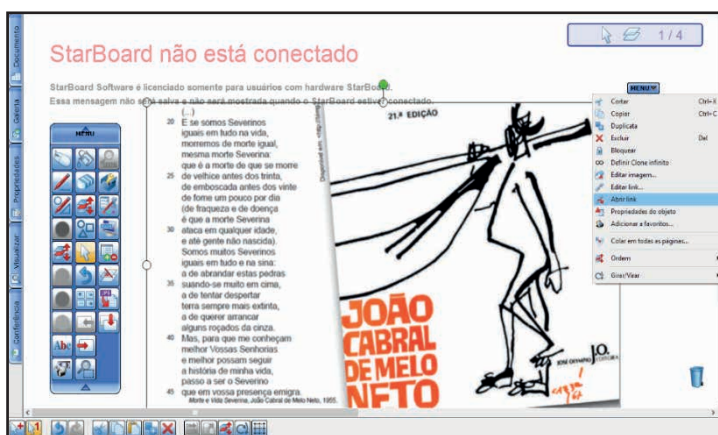 StarBoard não está conectado
StarBoard Software é licenciado somente para usuários com hardware StarBoard.
Essa mensagem não será salva e não será mostrada quando o StarBoard estiver conectado.
1 / 4
Documento
Galeria
Propriedades
Visualizar
Conferência
MENU
Abc
(...)
20 E se somos Severinos
iguais em tudo na vida,
morremos de morte igual,
mesma morte Severina:
que é a morte de que se morre
25 de velhice antes dos trinta,
de emboscada antes dos vinte
de fome um pouco por dia
(de fraqueza e de doença
é que a morte Severina
30 ataca em qualquer idade,
e até gente não nascida).
Somos muitos Severinos
iguais em tudo e na sina:
a de abrandar estas pedras
35 suando-se muito em cima,
a de tentar despertar
terra sempre mais extinta,
a de querer arrancar
alguns roçados da cinza.
40 Mas, para que me conheçam
melhor Vossas Senhorias
e melhor possam seguir
a história de minha vida,
passo a ser o Severino
45 que em vossa presença emigra.
Morte e Vida Severina, João Cabral de Melo Neto, 1955.
21.ª EDIÇÃO
JOÃO
CABRAL
DE MELO
NETO
J.O.
JOSÉ OLYMPIO EDITORA
MENU
Cortar Ctrl+X
Copiar Ctrl+C
Duplicata
Excluir Del
Bloquear
Definir Clone infinito
Editar imagem...
Editar link...
Abrir link
Propriedades do objeto
Adicionar a favoritos...
Colar em todas as páginas...
Ordem
Girar/Virar